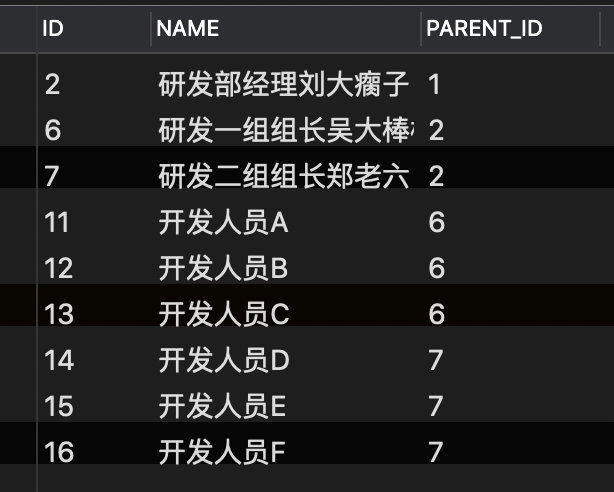 ID NAME PARENT_ID
2 研发部经理刘大瘸子 1
6 研发一组组长吴大棒 2
7 研发二组组长郑老六 2
11 开发人员A 6
12 开发人员B 6
13 开发人员C 6
14 开发人员D 7
15 开发人员E 7
16 开发人员F 7